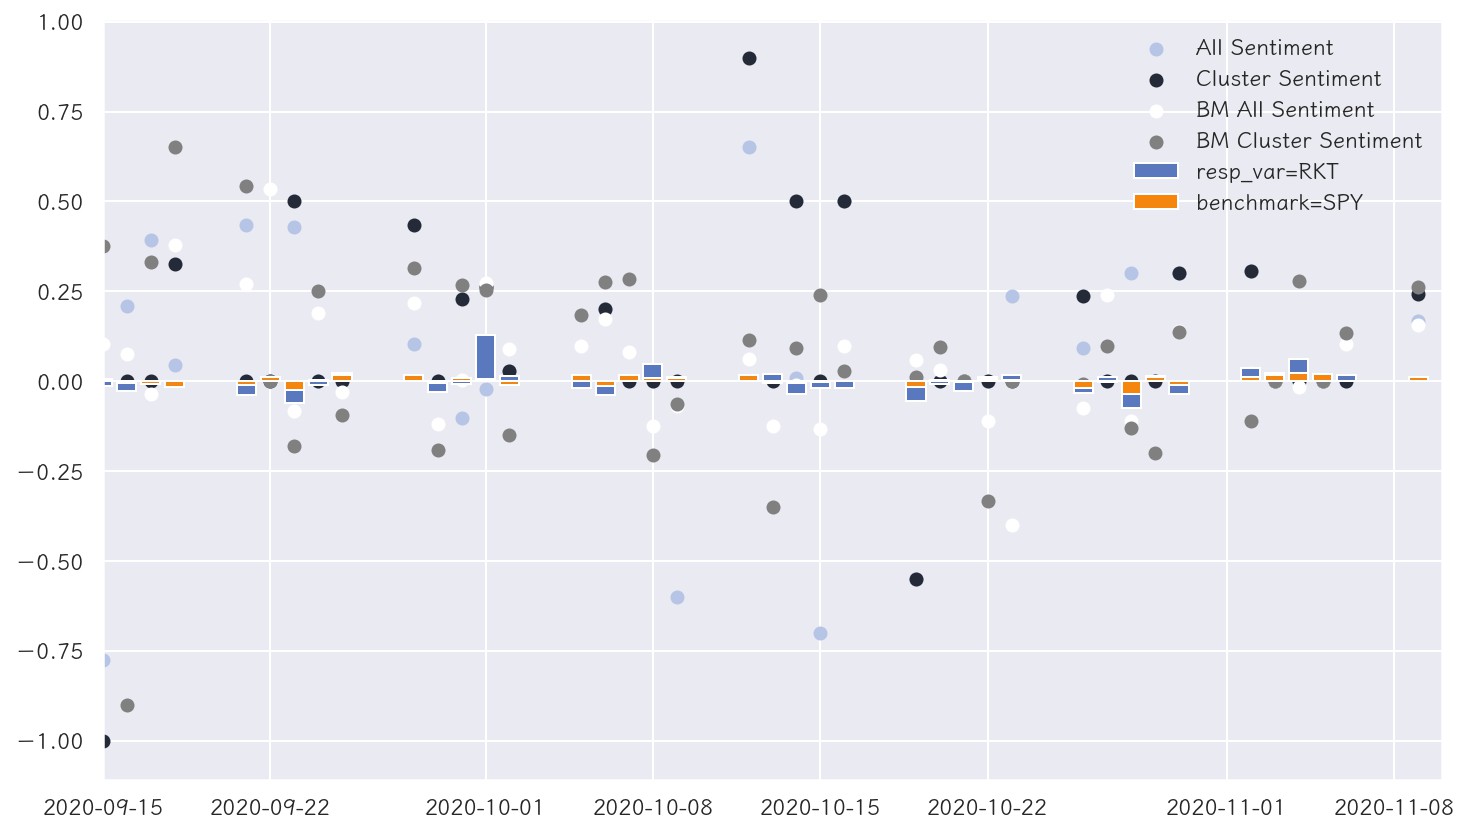 1.00
0.75
0.50
0.25
0.00
−0.25
−0.50
−0.75
−1.00
All Sentiment
Cluster Sentiment
BM All Sentiment
BM Cluster Sentiment
resp_var=RKT
benchmark=SPY
2020-09-15 2020-09-22 2020-10-01 2020-10-08 2020-10-15 2020-10-22 2020-11-01 2020-11-08